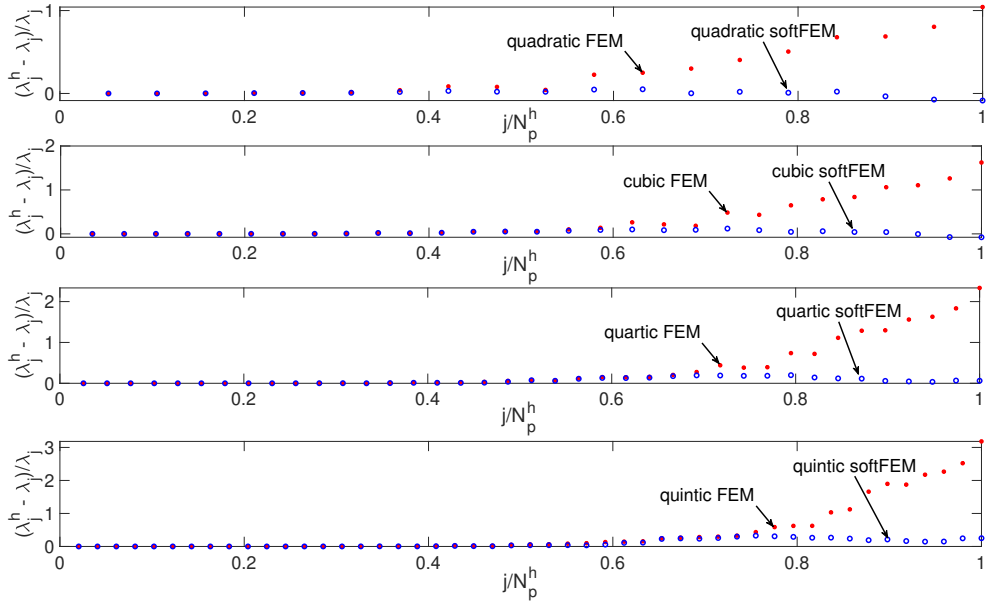 quadratic FEM
quadratic softFEM
(λ_j^h - λ_j)/λ_j
1
0
0 0.2 0.4 0.6 0.8 1
j/N_p^h
cubic FEM
cubic softFEM
(λ_j^h - λ_j)/λ_j
2
1
0
0 0.2 0.4 0.6 0.8 1
j/N_p^h
quartic FEM
quartic softFEM
(λ_j^h - λ_j)/λ_j
2
1
0
0 0.2 0.4 0.6 0.8 1
j/N_p^h
quintic FEM
quintic softFEM
(λ_j^h - λ_j)/λ_j
3
2
1
0
0 0.2 0.4 0.6 0.8 1
j/N_p^h